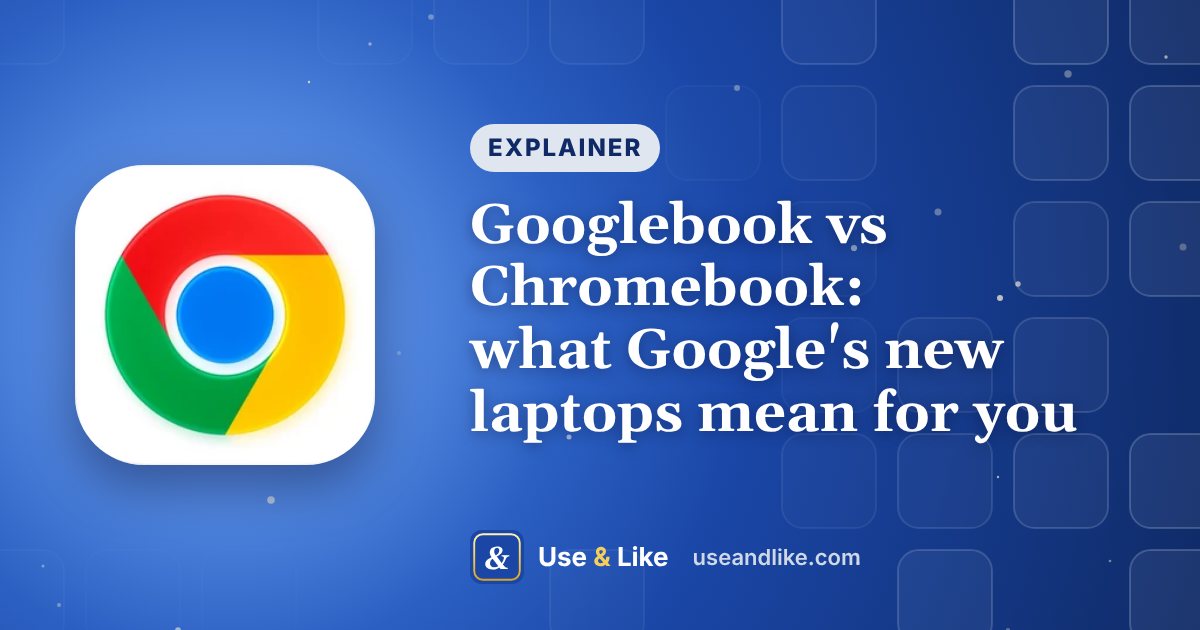 EXPLAINER
Googlebook vs
Chromebook:
what Google's new
laptops mean for you
& Use & Like useandlike.com